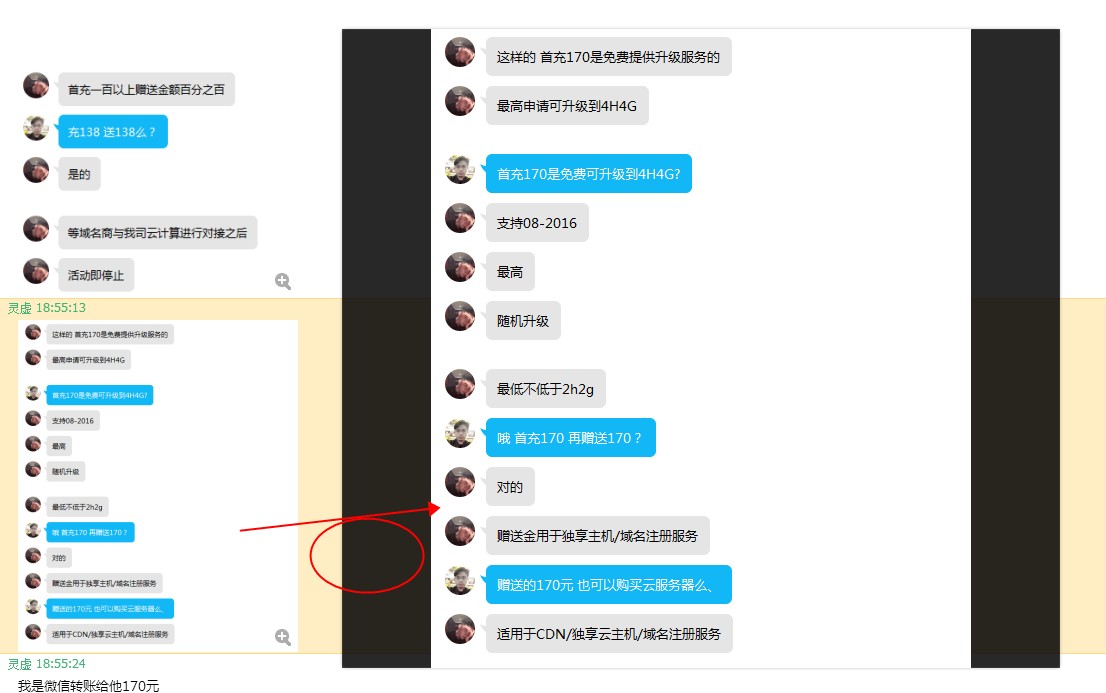 首充一百以上赠送金额百分之百
充138 送138么？
是的
等域名商与我司云计算进行对接之后
活动即停止
灵虚 18:55:13
这样的 首充170是免费提供升级服务的
最高申请可升级到4H4G
首充170是免费可升级到4H4G?
支持08-2016
最高
随机升级
最低不低于2h2g
哦 首充170 再赠送170？
对的
赠送金用于独享主机/域名注册服务
赠送的170元 也可以购买云服务器么、
适用于CDN/独享云主机/域名注册服务
灵虚 18:55:24
我是微信转账给他170元
这样的 首充170是免费提供升级服务的
最高申请可升级到4H4G
首充170是免费可升级到4H4G?
支持08-2016
最高
随机升级
最低不低于2h2g
哦 首充170 再赠送170？
对的
赠送金用于独享主机/域名注册服务
赠送的170元 也可以购买云服务器么、
适用于CDN/独享云主机/域名注册服务